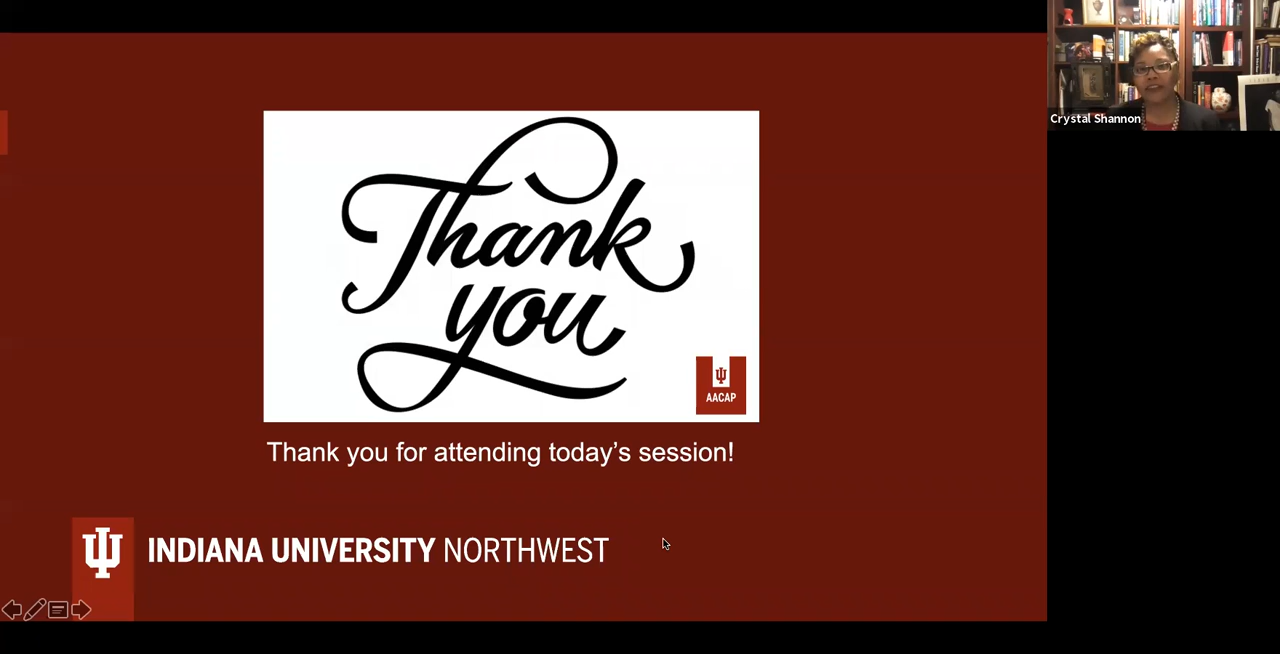 Thank
you
AACAP
Thank you for attending today’s session!
INDIANA UNIVERSITY NORTHWEST
Crystal Shannon